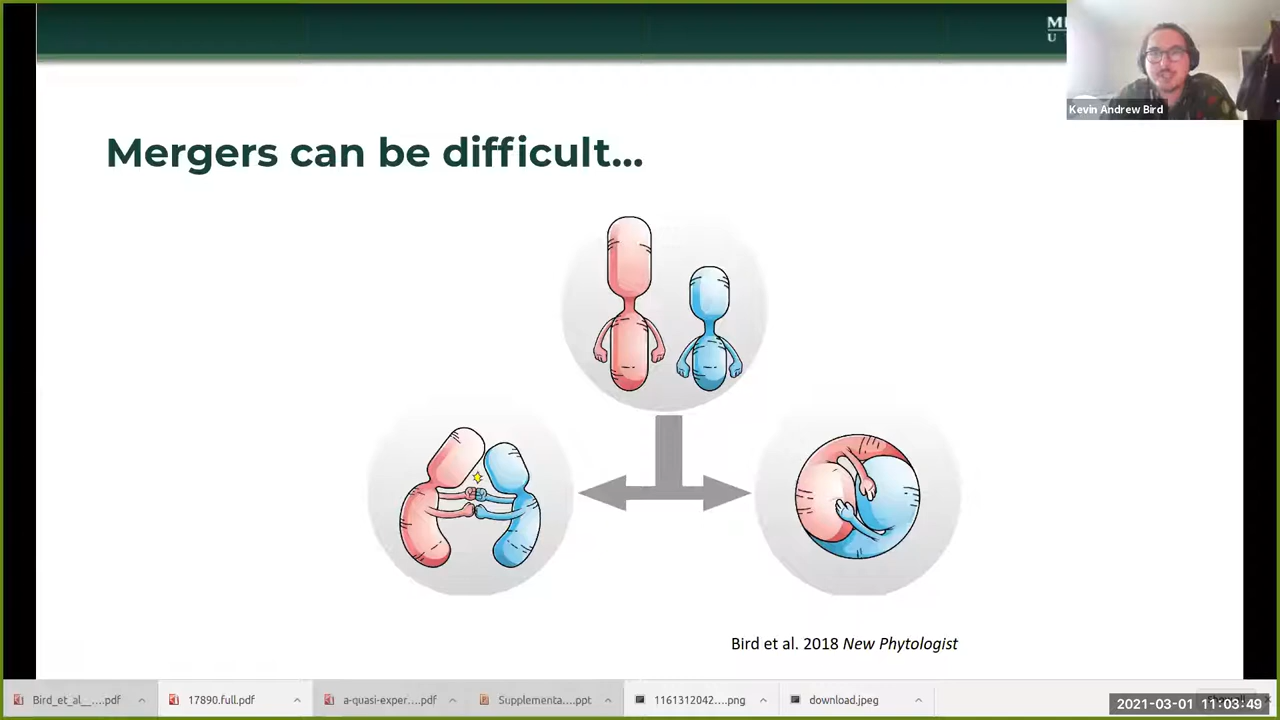 Kevin Andrew Bird
Mergers can be difficult...
Bird et al. 2018 New Phytologist
Bird_et_al__....pdf
17890.full.pdf
a-quasi-exper....pdf
Supplementa....ppt
1161312042....png
download.jpeg
2021-03-01 11:03:49